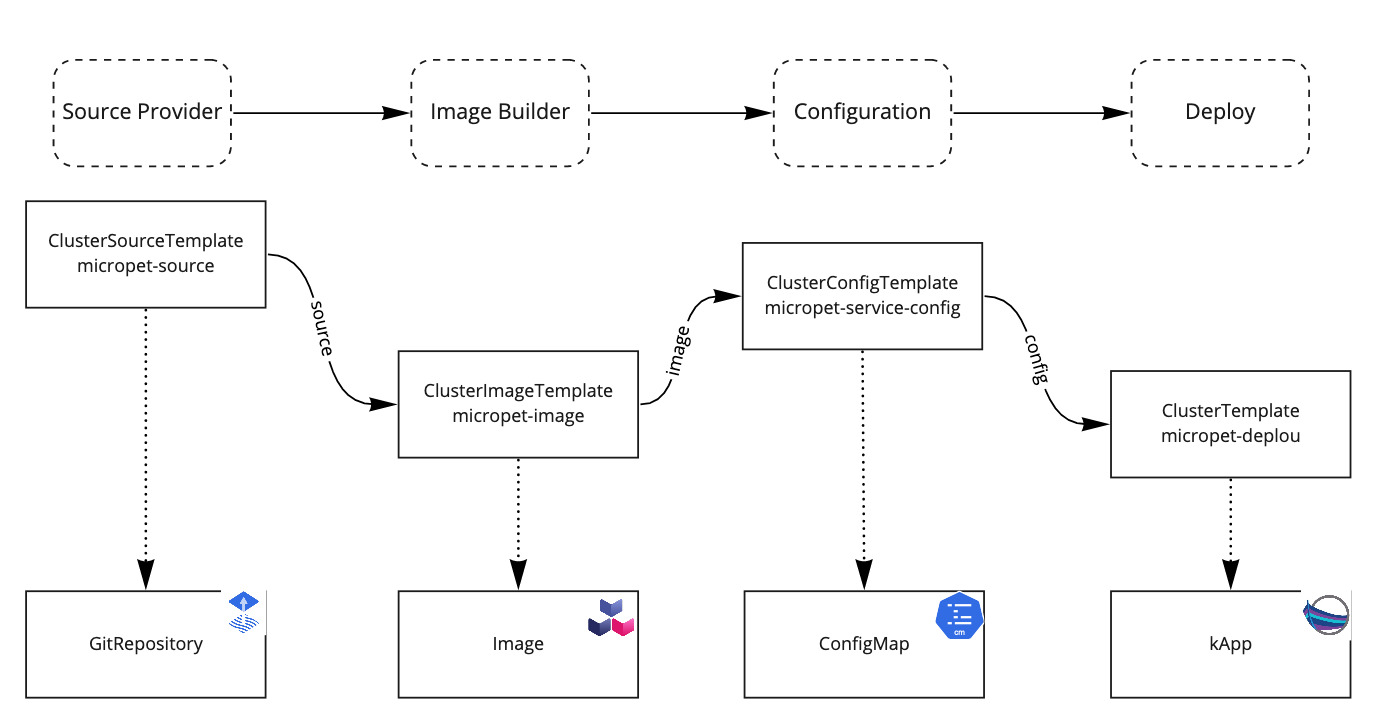 Source Provider
Image Builder
Configuration
Deploy
ClusterSourceTemplate
micropet-source
source
ClusterImageTemplate
micropet-image
image
ClusterConfigTemplate
micropet-service-config
config
ClusterTemplate
micropet-deplou
GitRepository
Image
ConfigMap
cm
kApp